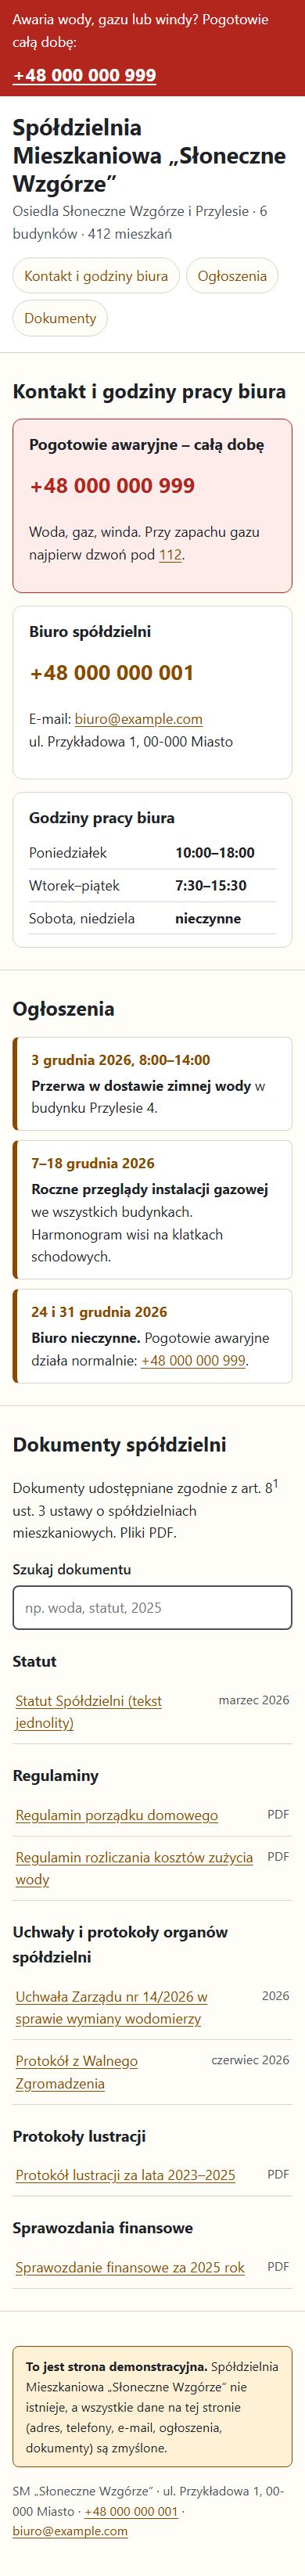 Awaria wody, gazu lub windy? Pogotowie
całą dobę:
+48 000 000 999
Spółdzielnia
Mieszkaniowa „Słoneczne
Wzgórze”
Osiedla Słoneczne Wzgórze i Przylesie · 6
budynków · 412 mieszkań
Kontakt i godziny biura
Ogłoszenia
Dokumenty
Kontakt i godziny pracy biura
Pogotowie awaryjne – całą dobę
+48 000 000 999
Woda, gaz, winda. Przy zapachu gazu
najpierw dzwoń pod 112.
Biuro spółdzielni
+48 000 000 001
E-mail: biuro@example.com
ul. Przykładowa 1, 00-000 Miasto
Godziny pracy biura
Poniedziałek 10:00–18:00
Wtorek–piątek 7:30–15:30
Sobota, niedziela nieczynne
Ogłoszenia
3 grudnia 2026, 8:00–14:00
Przerwa w dostawie zimnej wody w
budynku Przylesie 4.
7–18 grudnia 2026
Roczne przeglądy instalacji gazowej
we wszystkich budynkach.
Harmonogram wisi na klatkach
schodowych.
24 i 31 grudnia 2026
Biuro nieczynne. Pogotowie awaryjne
działa normalnie: +48 000 000 999.
Dokumenty spółdzielni
Dokumenty udostępniane zgodnie z art. 8¹
ust. 3 ustawy o spółdzielniach
mieszkaniowych. Pliki PDF.
Szukaj dokumentu
np. woda, statut, 2025
Statut
Statut Spółdzielni (tekst marzec 2026
jednolity)
Regulaminy
Regulamin porządku domowego PDF
Regulamin rozliczania kosztów zużycia PDF
wody
Uchwały i protokoły organów
spółdzielni
Uchwała Zarządu nr 14/2026 w 2026
sprawie wymiany wodomierzy
Protokół z Walnego czerwiec 2026
Zgromadzenia
Protokoły lustracji
Protokół lustracji za lata 2023–2025 PDF
Sprawozdania finansowe
Sprawozdanie finansowe za 2025 rok PDF
To jest strona demonstracyjna. Spółdzielnia
Mieszkaniowa „Słoneczne Wzgórze” nie
istnieje, a wszystkie dane na tej stronie
(adres, telefony, e-mail, ogłoszenia,
dokumenty) są zmyślone.
SM „Słoneczne Wzgórze” · ul. Przykładowa 1, 00-
000 Miasto · +48 000 000 001 ·
biuro@example.com